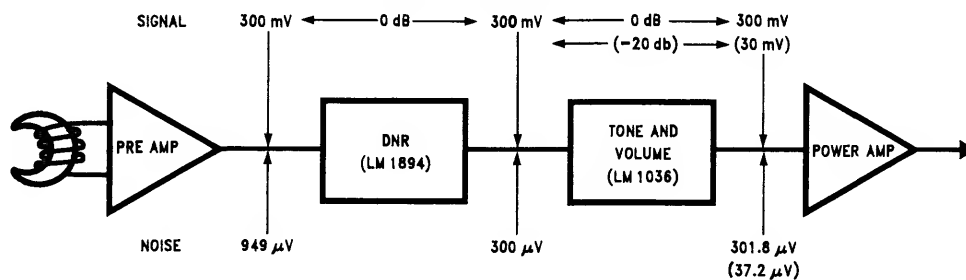 SIGNAL 300 mV 0 dB 300 mV 0 dB 300 mV
(−20 db) (30 mV)
PRE AMP DNR (LM 1894) TONE AND VOLUME (LM 1036) POWER AMP
NOISE 949 μV 300 μV 301.8 μV
(37.2 μV)